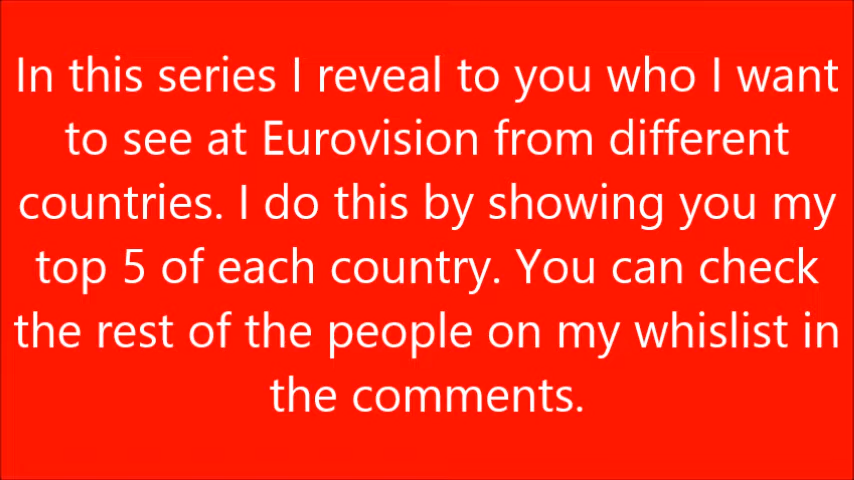 In this series I reveal to you who I want
to see at Eurovision from different
countries. I do this by showing you my
top 5 of each country. You can check
the rest of the people on my whislist in
the comments.